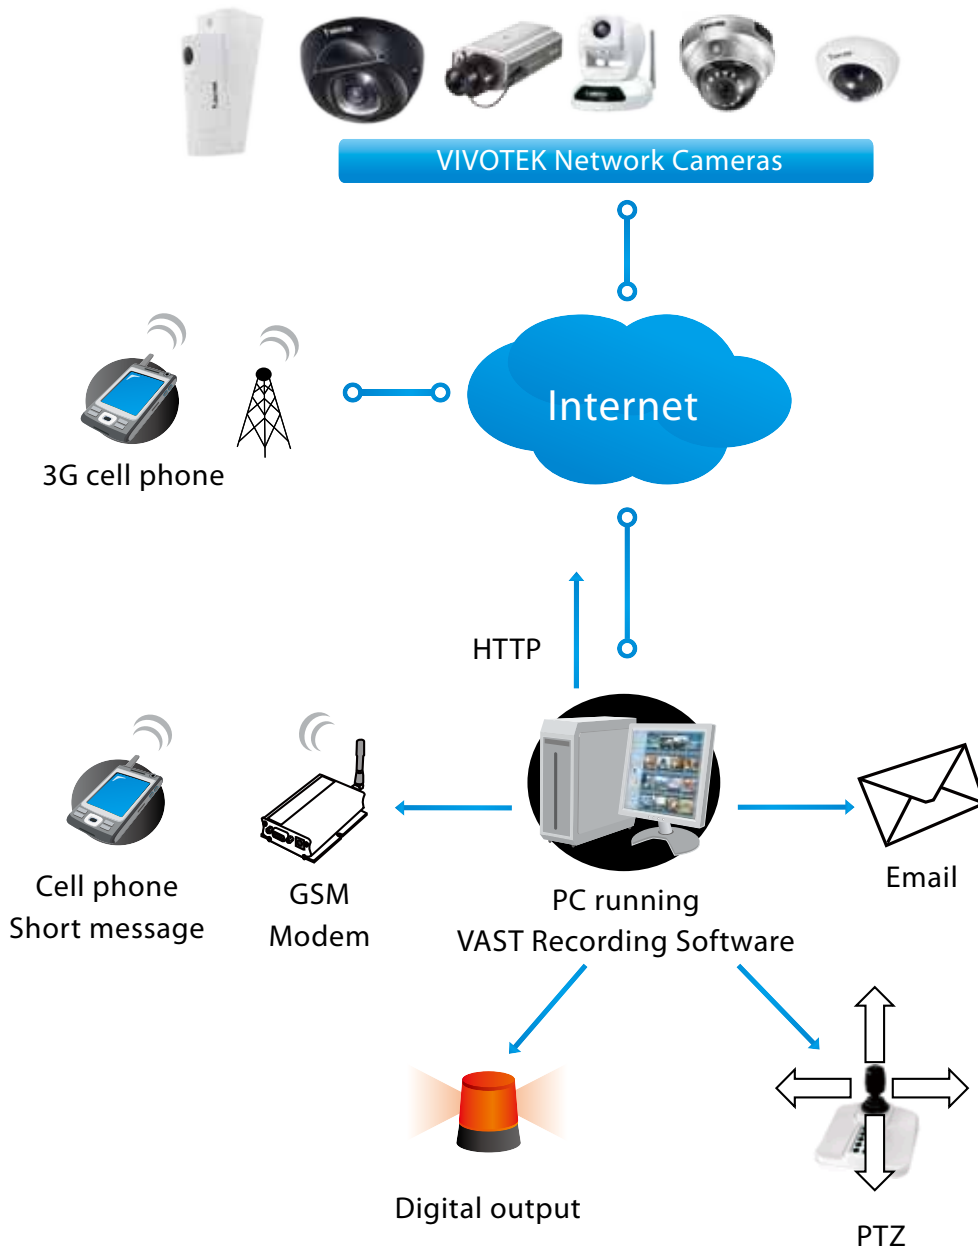 VIVOTEK Network Cameras
Internet
3G cell phone
HTTP
Cell phone
Short message
GSM
Modem
PC running
VAST Recording Software
Email
Digital output
PTZ